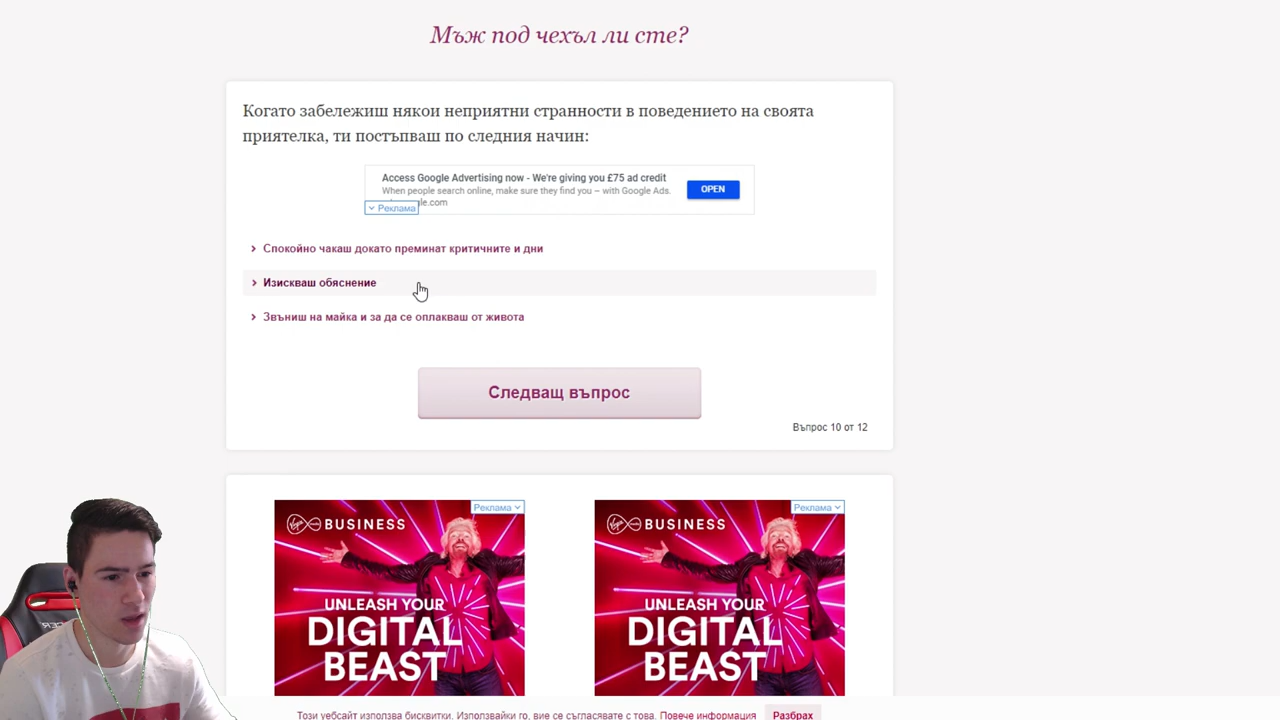 Мъж под чехъл ли сте?
Когато забележиш някои неприятни странности в поведението на своята
приятелка, ти постъпваш по следния начин:
Access Google Advertising now - We're giving you £75 ad credit
When people search online, make sure they find you – with Google Ads.
OPEN
Реклама
Спокойно чакаш докато преминат критичните и дни
Изискваш обяснение
Звъниш на майка и за да се оплакваш от живота
Следващ въпрос
Въпрос 10 от 12
Реклама
BUSINESS
UNLEASH YOUR
DIGITAL
BEAST
Реклама
BUSINESS
UNLEASH YOUR
DIGITAL
BEAST
Този уебсайт използва бисквитки. Използвайки го, вие се съгласявате с това. Повече информация
Разбрах